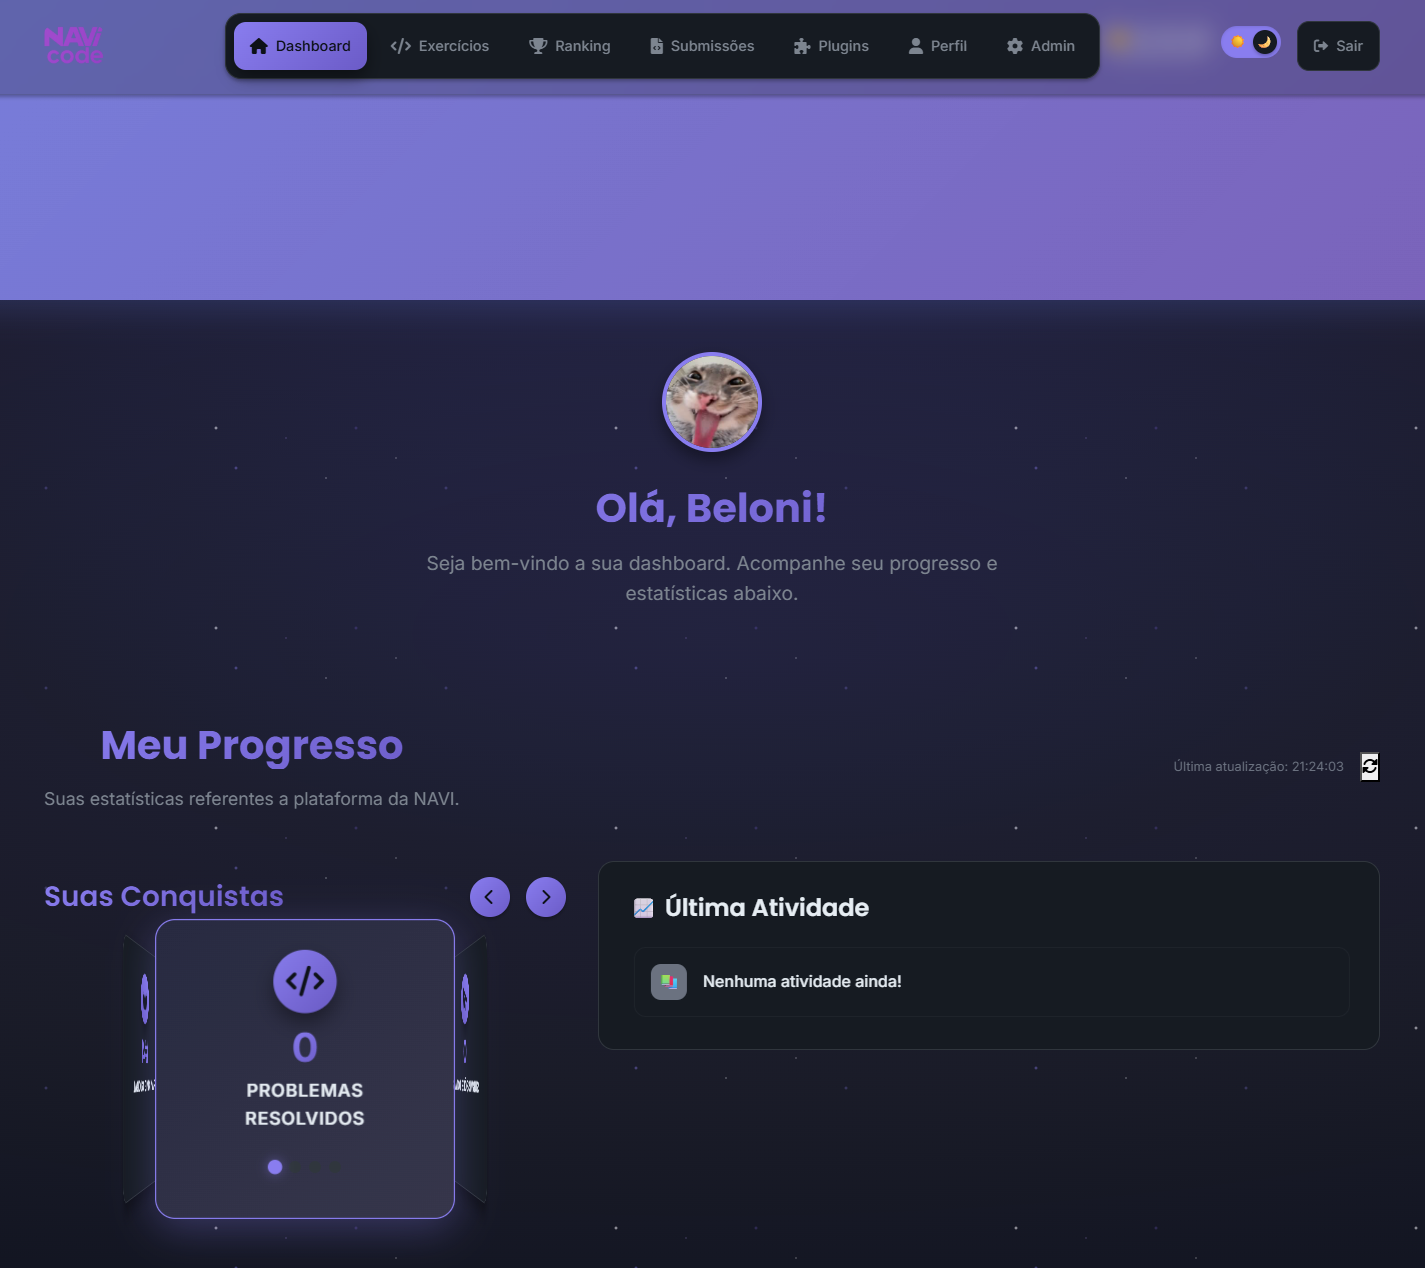 NAVI
code
Dashboard
Exercícios
Ranking
Submissões
Plugins
Perfil
Admin
Sair
Olá, Beloni!
Seja bem-vindo a sua dashboard. Acompanhe seu progresso e
estatísticas abaixo.
Meu Progresso
Suas estatísticas referentes a plataforma da NAVI.
Última atualização: 21:24:03
Suas Conquistas
0
PROBLEMAS
RESOLVIDOS
Última Atividade
Nenhuma atividade ainda!